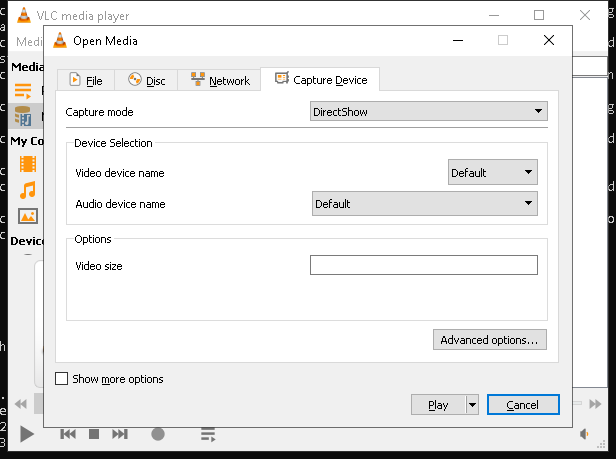 VLC media player
Open Media
Medi
Media
My Co
Device
File
Disc
Network
Capture Device
Capture mode
DirectShow
Device Selection
Video device name
Default
Audio device name
Default
Options
Video size
Advanced options...
Show more options
Play
Cancel